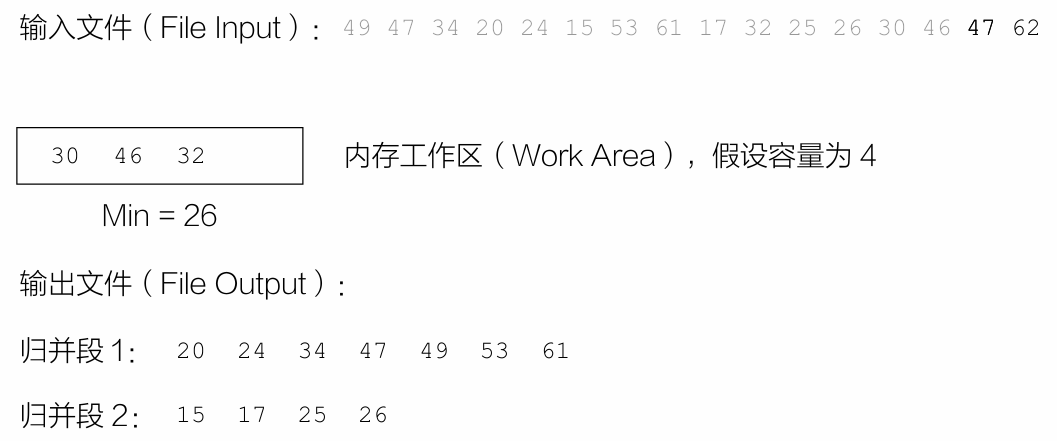 输入文件（File Input）: 49 47 34 20 24 15 53 61 17 32 25 26 30 46 47 62
30 46 32
内存工作区（Work Area），假设容量为 4
Min = 26
输出文件（File Output）:
归并段 1: 20 24 34 47 49 53 61
归并段 2: 15 17 25 26